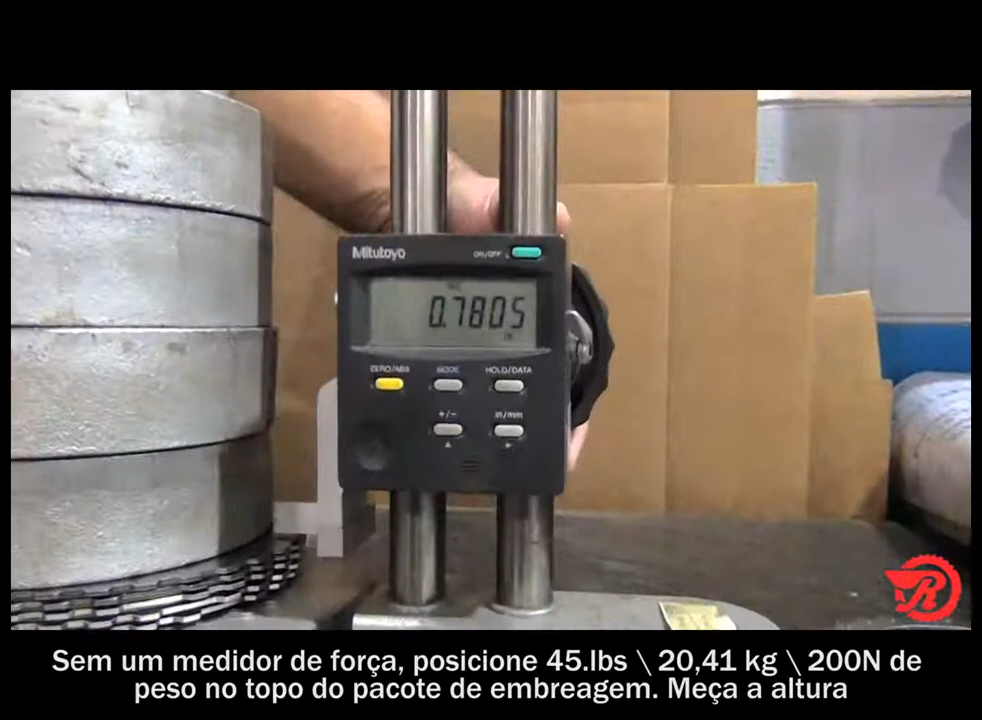 Mitutoyo
ON/OFF
0.7805
ZERO/ABS
MODE
HOLD/DATA
+/−
in/mm
R
Sem um medidor de força, posicione 45.lbs \ 20,41 kg \ 200N de
peso no topo do pacote de embreagem. Meça a altura